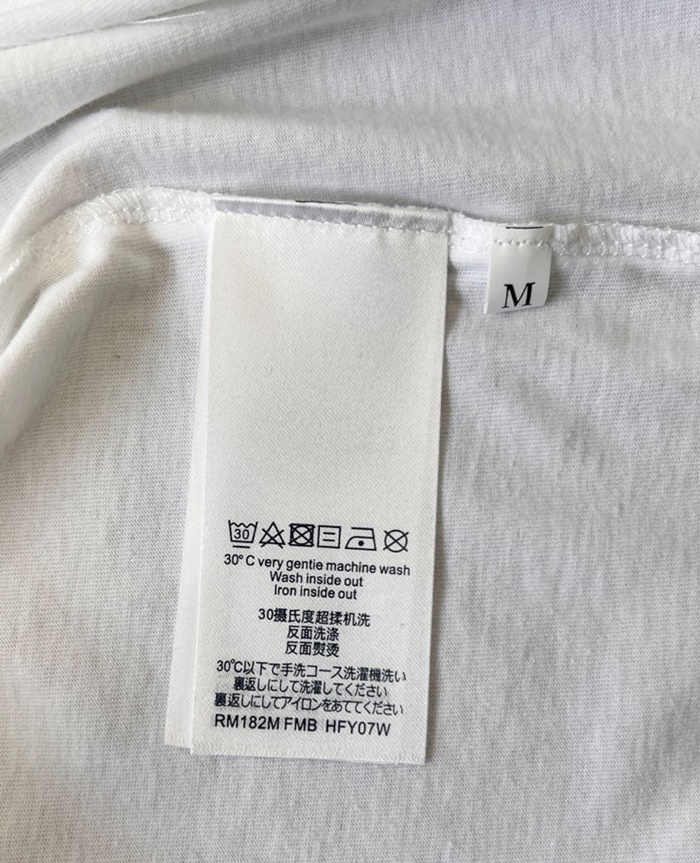 M
30
30°C very gentie machine wash
Wash inside out
Iron inside out
30摄氏度超揉机洗
反面洗涤
反面熨烫
30℃以下で手洗コース洗濯機洗い
裏返しにして洗濯してください
裏返しにしてアイロンをあててください
RM182M FMB HFY07W